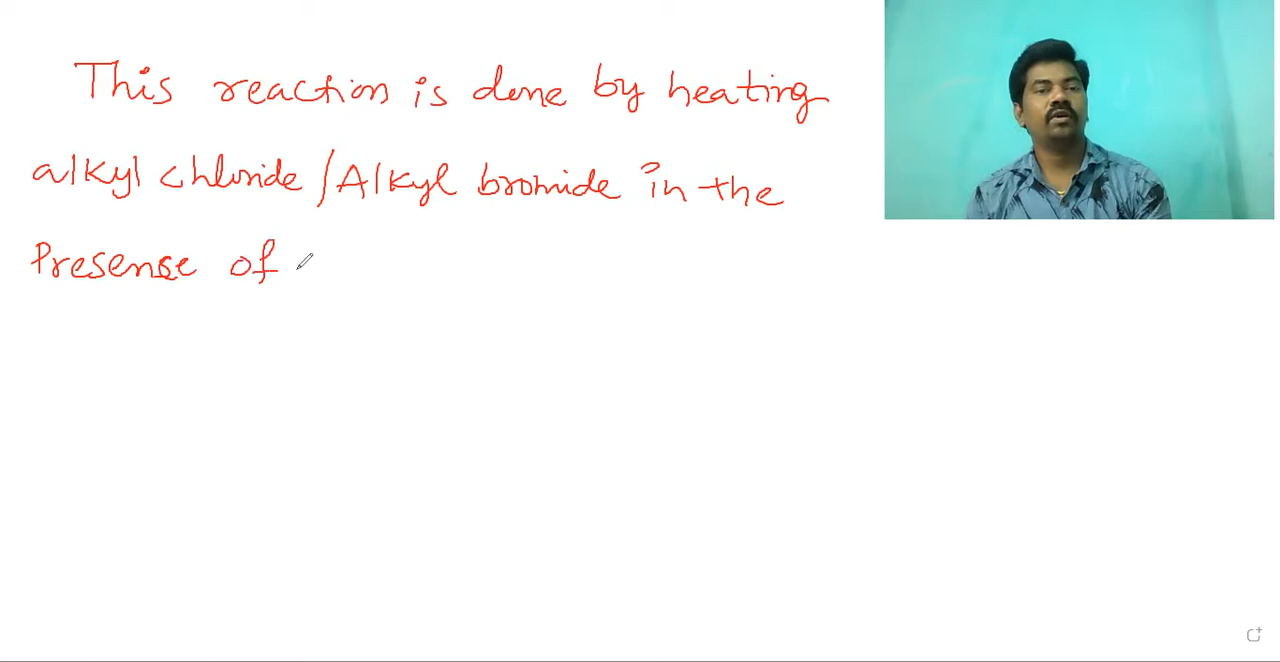 This reaction is done by heating
alkyl chloride/Alkyl bromide in the
Presense of